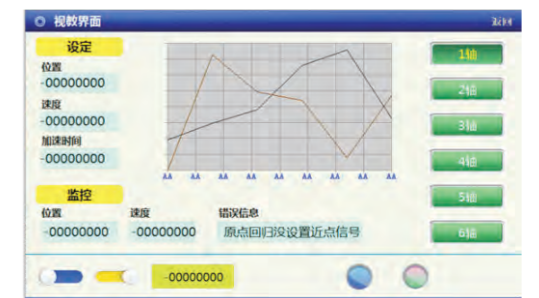 视教界面
返回
设定
位置
-00000000
速度
-00000000
加速时间
-00000000
AA AA AA AA AA AA AA AA
监控
位置 速度 错误信息
-00000000 -00000000 原点回归没设置近点信号
-00000000
1轴
2轴
3轴
4轴
5轴
6轴